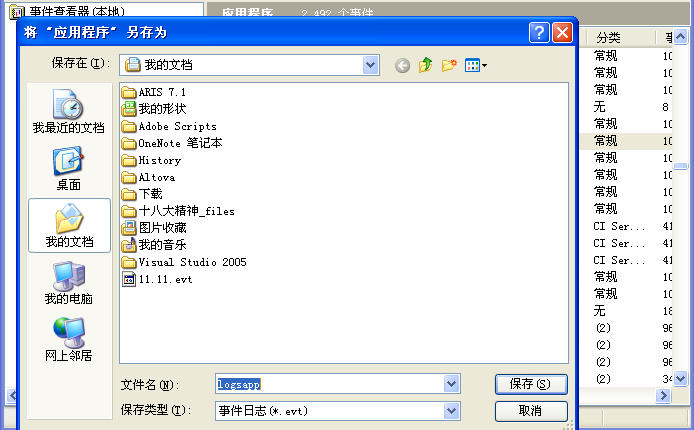 事件查看器(本地)
应用程序 2,492 个事件
将 “应用程序” 另存为
分类
保存在(I):
我的文档
常规
10
常规
10
常规
10
无
8
常规
10
常规
10
常规
10
常规
10
常规
10
常规
10
CI Ser...
41
CI Ser...
41
CI Ser...
41
常规
10
常规
10
无
18
(2)
96
(2)
96
(2)
34
我最近的文档
桌面
我的文档
我的电脑
网上邻居
ARIS 7.1
我的形状
Adobe Scripts
OneNote 笔记本
History
Altova
下载
十八大精神_files
图片收藏
我的音乐
Visual Studio 2005
11.11.evt
文件名(N):
logsapp
保存(S)
保存类型(T):
事件日志(*.evt)
取消